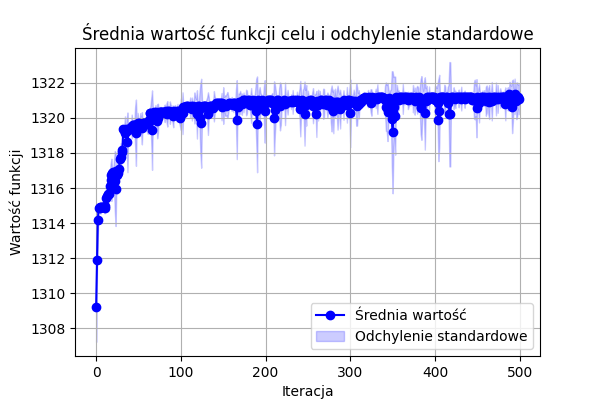 Średnia wartość funkcji celu i odchylenie standardowe
Wartość funkcji
1322
1320
1318
1316
1314
1312
1310
1308
0 100 200 300 400 500
Iteracja
Średnia wartość
Odchylenie standardowe